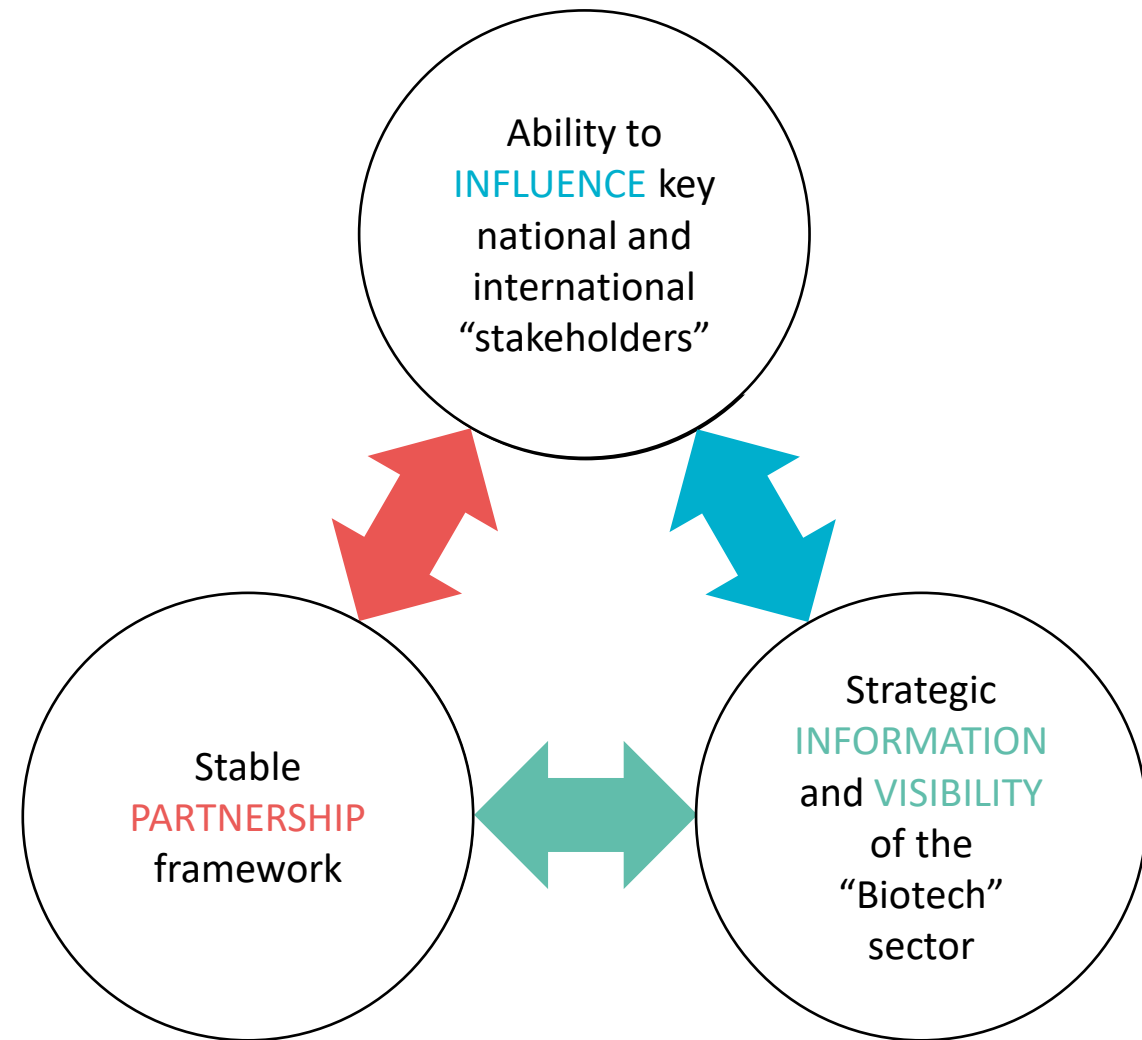 Ability to
INFLUENCE key
national and
international
“stakeholders”
Stable
PARTNERSHIP
framework
Strategic
INFORMATION
and VISIBILITY
of the
“Biotech”
sector